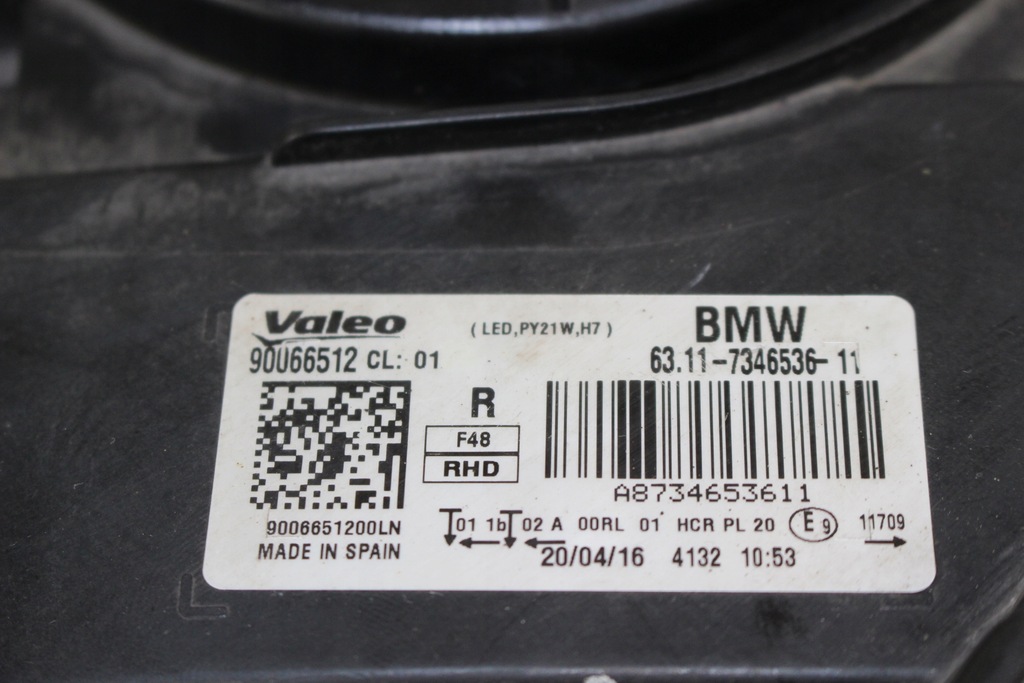 Valeo
(LED,PY21W,H7)
BMW
90066512 CL: 01
63.11-7346536-11
R
F48
RHD
A8734653611
9006651200LN
01 1b 02 A 00RL 01 HCR PL 20 E9 11709
MADE IN SPAIN
20/04/16 4132 10:53